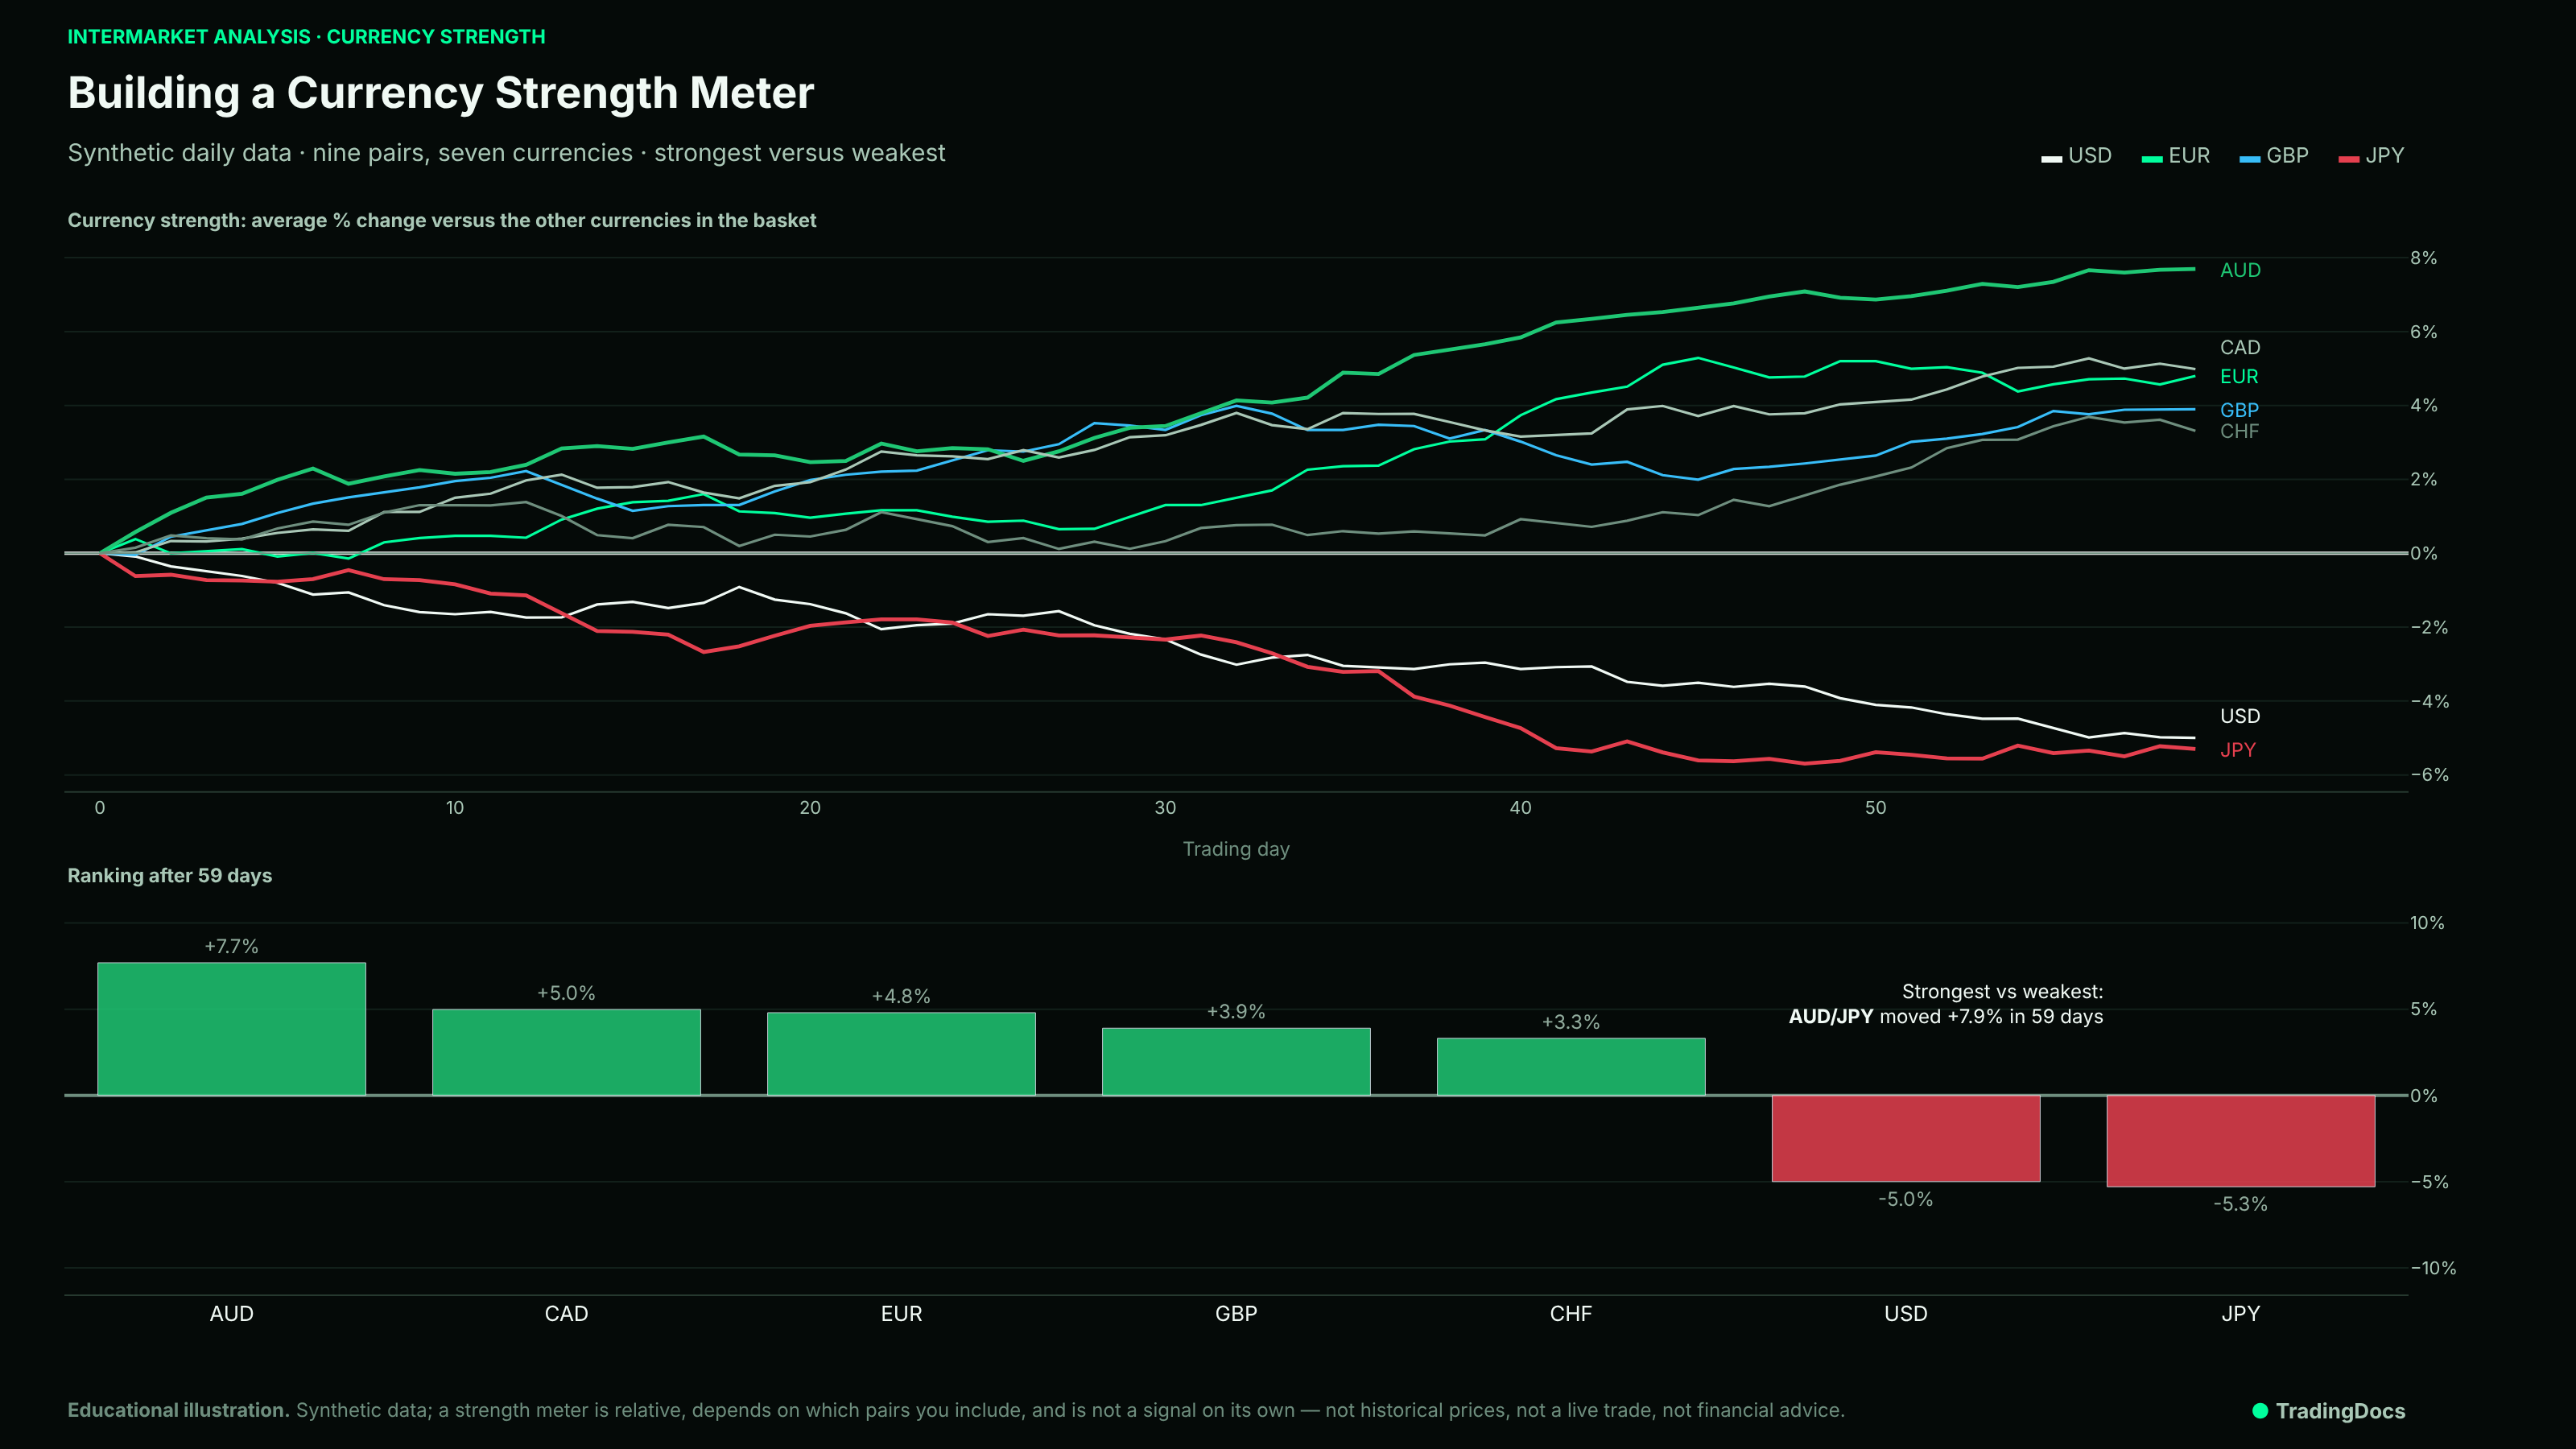 INTERMARKET ANALYSIS · CURRENCY STRENGTH
Building a Currency Strength Meter
Synthetic daily data · nine pairs, seven currencies · strongest versus weakest
USD EUR GBP JPY
Currency strength: average % change versus the other currencies in the basket
8%
AUD
6%
CAD
EUR
4%
GBP
CHF
2%
0%
−2%
−4%
USD
JPY
−6%
0 10 20 30 40 50
Trading day
Ranking after 59 days
10%
+7.7%
+5.0%
+4.8%
+3.9%
+3.3%
Strongest vs weakest:
AUD/JPY moved +7.9% in 59 days
5%
0%
−5%
-5.0%
-5.3%
−10%
AUD CAD EUR GBP CHF USD JPY
Educational illustration. Synthetic data; a strength meter is relative, depends on which pairs you include, and is not a signal on its own — not historical prices, not a live trade, not financial advice.
TradingDocs